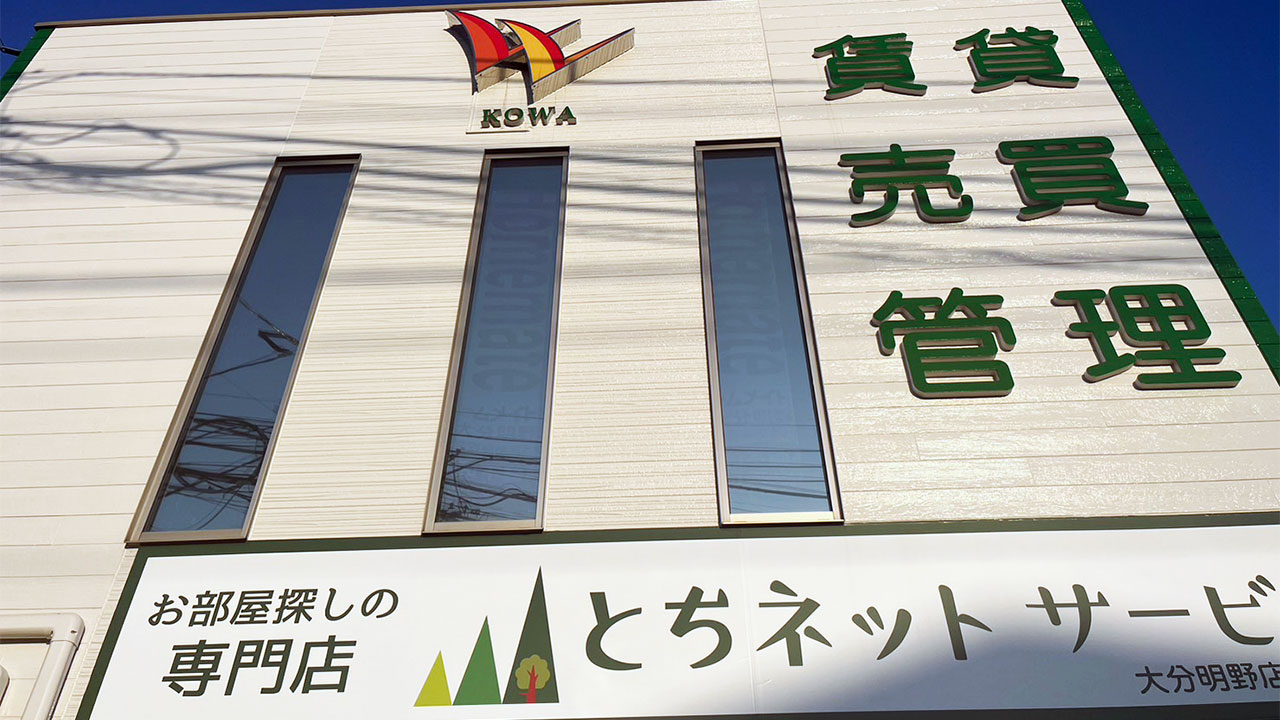 KOWA
賃貸
売買
管理
お部屋探しの
専門店
とちネットサービ
大分明野店